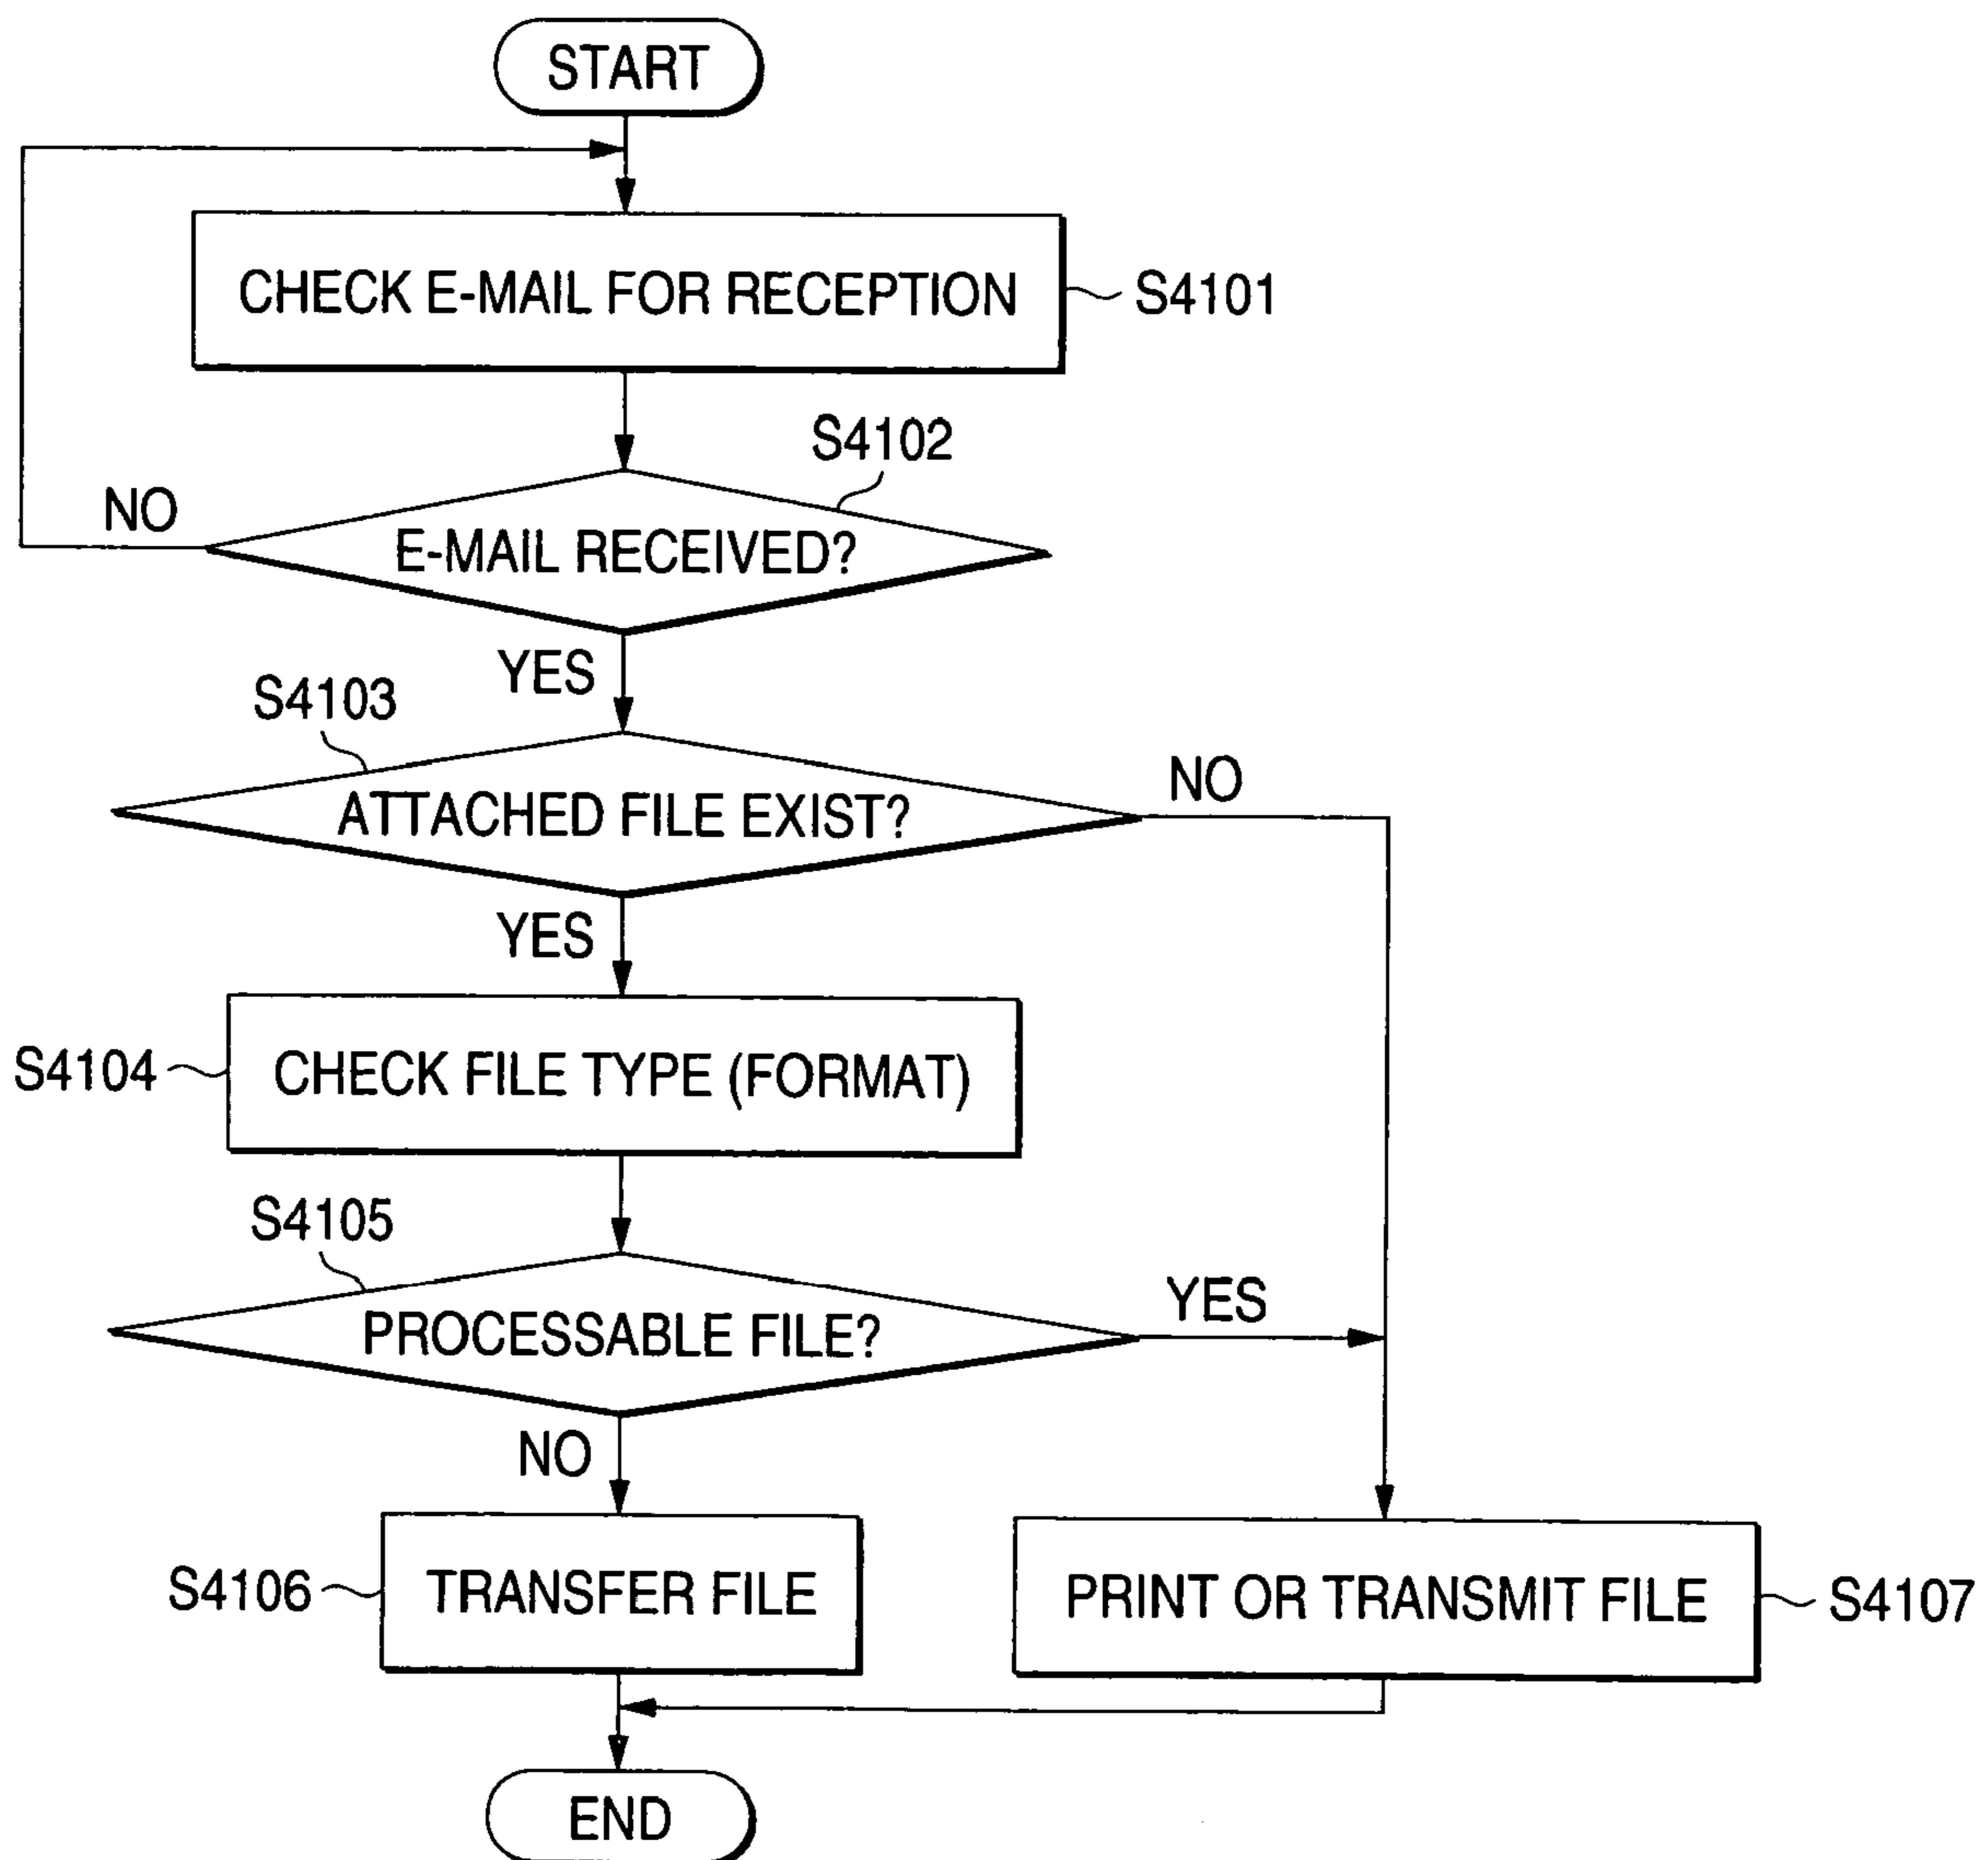 START
CHECK E-MAIL FOR RECEPTION
S4101
S4102
NO
E-MAIL RECEIVED?
YES
S4103
NO
ATTACHED FILE EXIST?
YES
S4104
CHECK FILE TYPE (FORMAT)
S4105
YES
PROCESSABLE FILE?
NO
S4106
TRANSFER FILE
PRINT OR TRANSMIT FILE
S4107
END